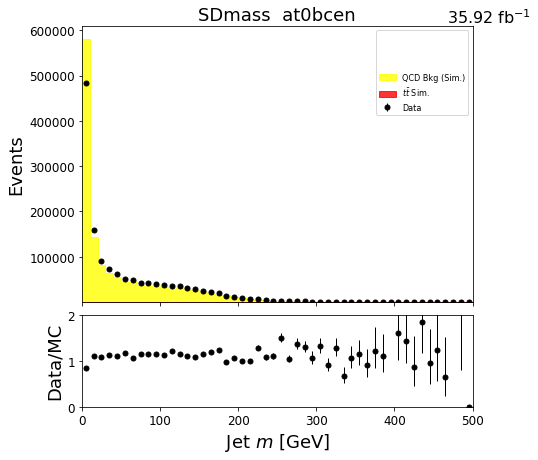 SDmass at0bcen
35.92 fb⁻¹
600000
500000
400000
300000
200000
100000
Events
QCD Bkg (Sim.)
tt̄ Sim.
Data
2
1
0
Data/MC
0 100 200 300 400 500
Jet m [GeV]